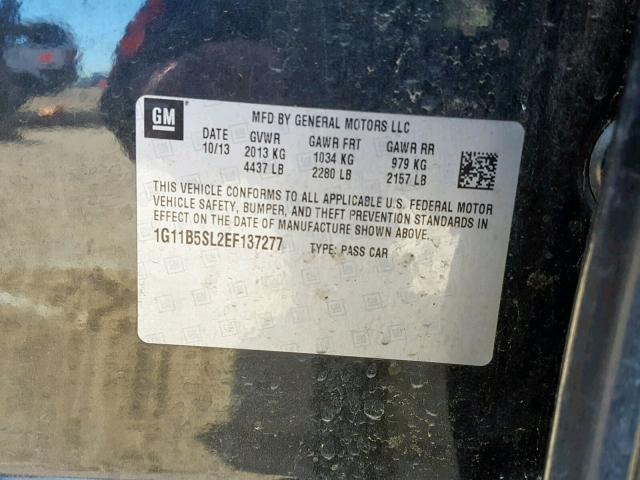 GM
MFD BY GENERAL MOTORS LLC
DATE GVWR GAWR FRT GAWR RR
10/13 2013 KG 1034 KG 979 KG
4437 LB 2280 LB 2157 LB
THIS VEHICLE CONFORMS TO ALL APPLICABLE U.S. FEDERAL MOTOR
VEHICLE SAFETY, BUMPER, AND THEFT PREVENTION STANDARDS IN
EFFECT ON THE DATE OF MANUFACTURE SHOWN ABOVE.
1G11B5SL2EF137277 TYPE: PASS CAR